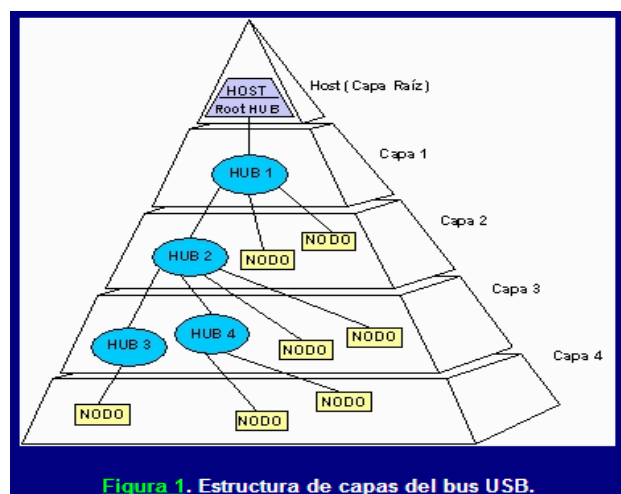 HOST
Root HUB
Host (Capa Raíz)
Capa 1
HUB 1
Capa 2
NODO
NODO
HUB 2
Capa 3
HUB 3
HUB 4
NODO
NODO
Capa 4
NODO
NODO
NODO
Figura 1. Estructura de capas del bus USB.